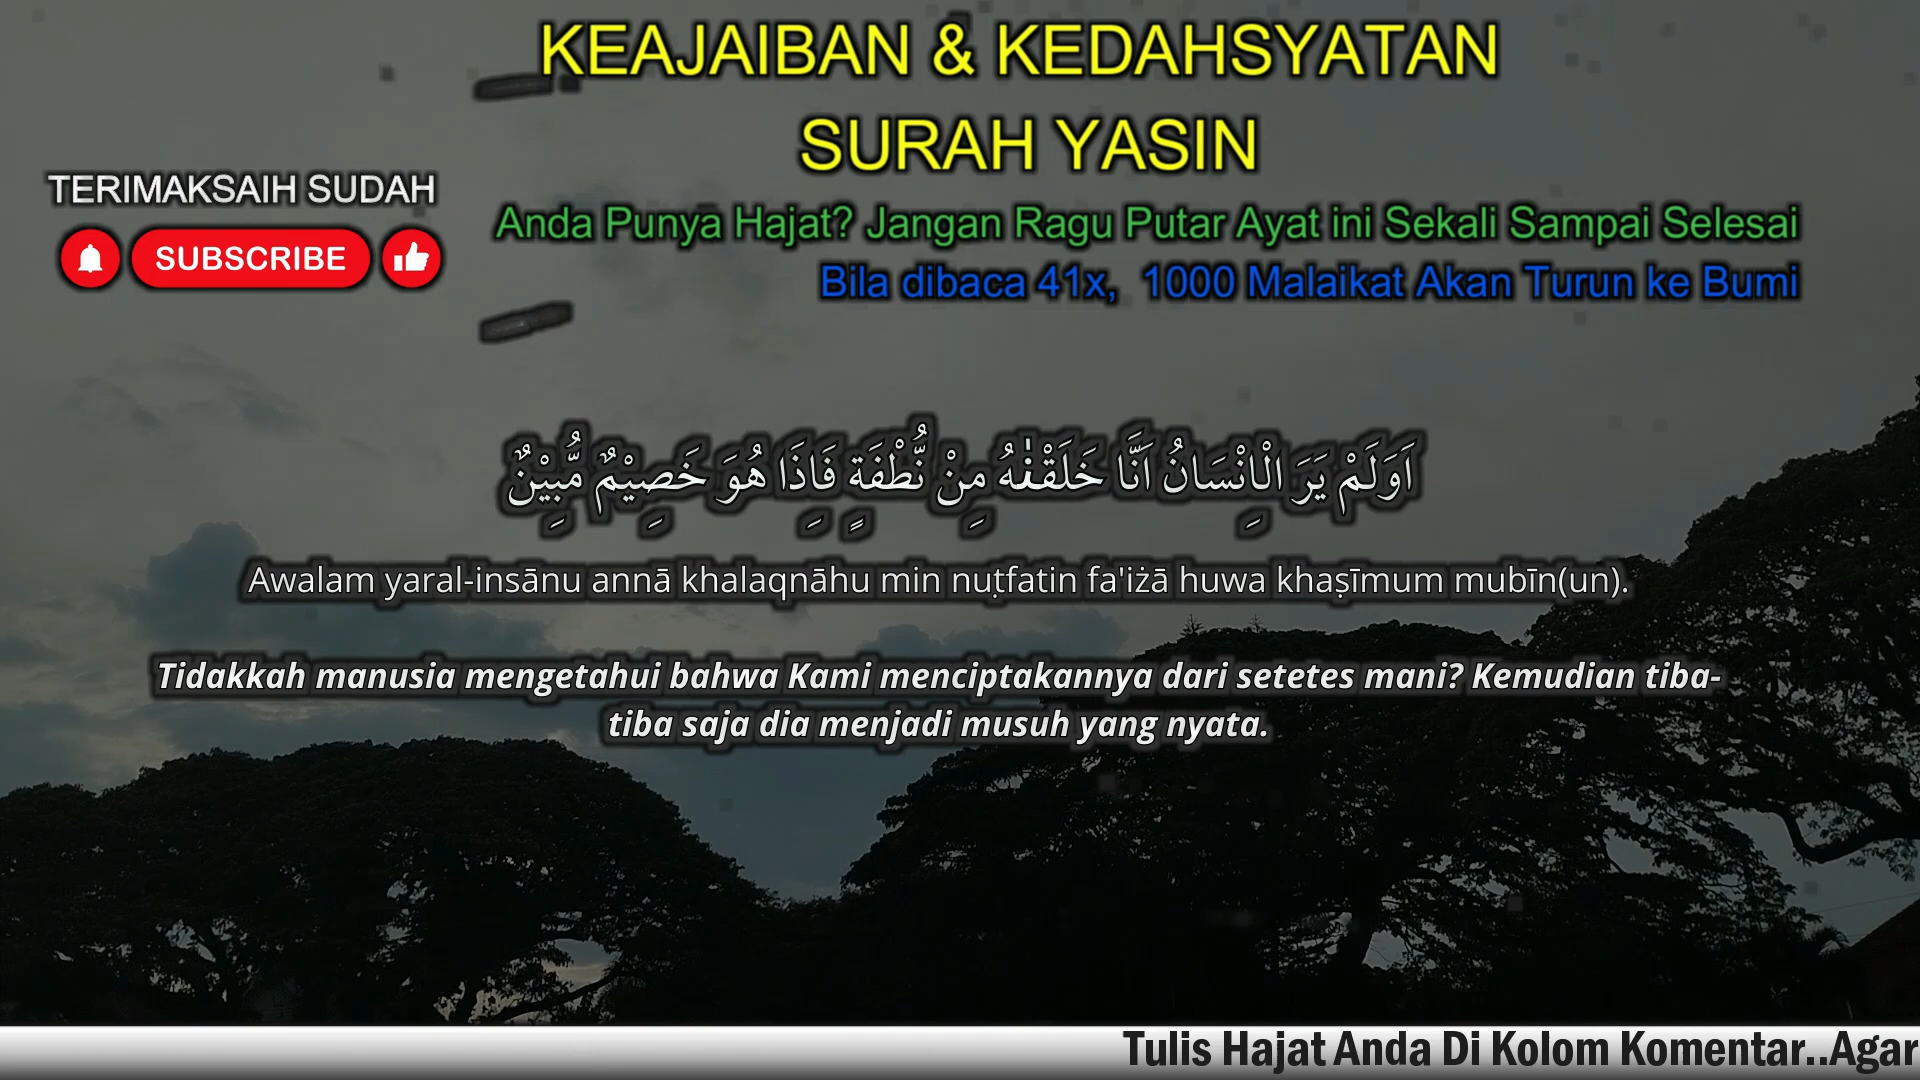 KEAJAIBAN & KEDAHSYATAN
SURAH YASIN
TERIMAKSAIH SUDAH
SUBSCRIBE
Anda Punya Hajat? Jangan Ragu Putar Ayat ini Sekali Sampai Selesai
Bila dibaca 41x, 1000 Malaikat Akan Turun ke Bumi
اَوَلَمْ يَرَ الْاِنْسَانُ اَنَّا خَلَقْنٰهُ مِنْ نُّطْفَةٍ فَاِذَا هُوَ خَصِيْمٌ مُّبِيْنٌ
Awalam yaral-insānu annā khalaqnāhu min nuṭfatin fa'iżā huwa khaṣīmum mubīn(un).
Tidakkah manusia mengetahui bahwa Kami menciptakannya dari setetes mani? Kemudian tiba-
tiba saja dia menjadi musuh yang nyata.
Tulis Hajat Anda Di Kolom Komentar..Agar